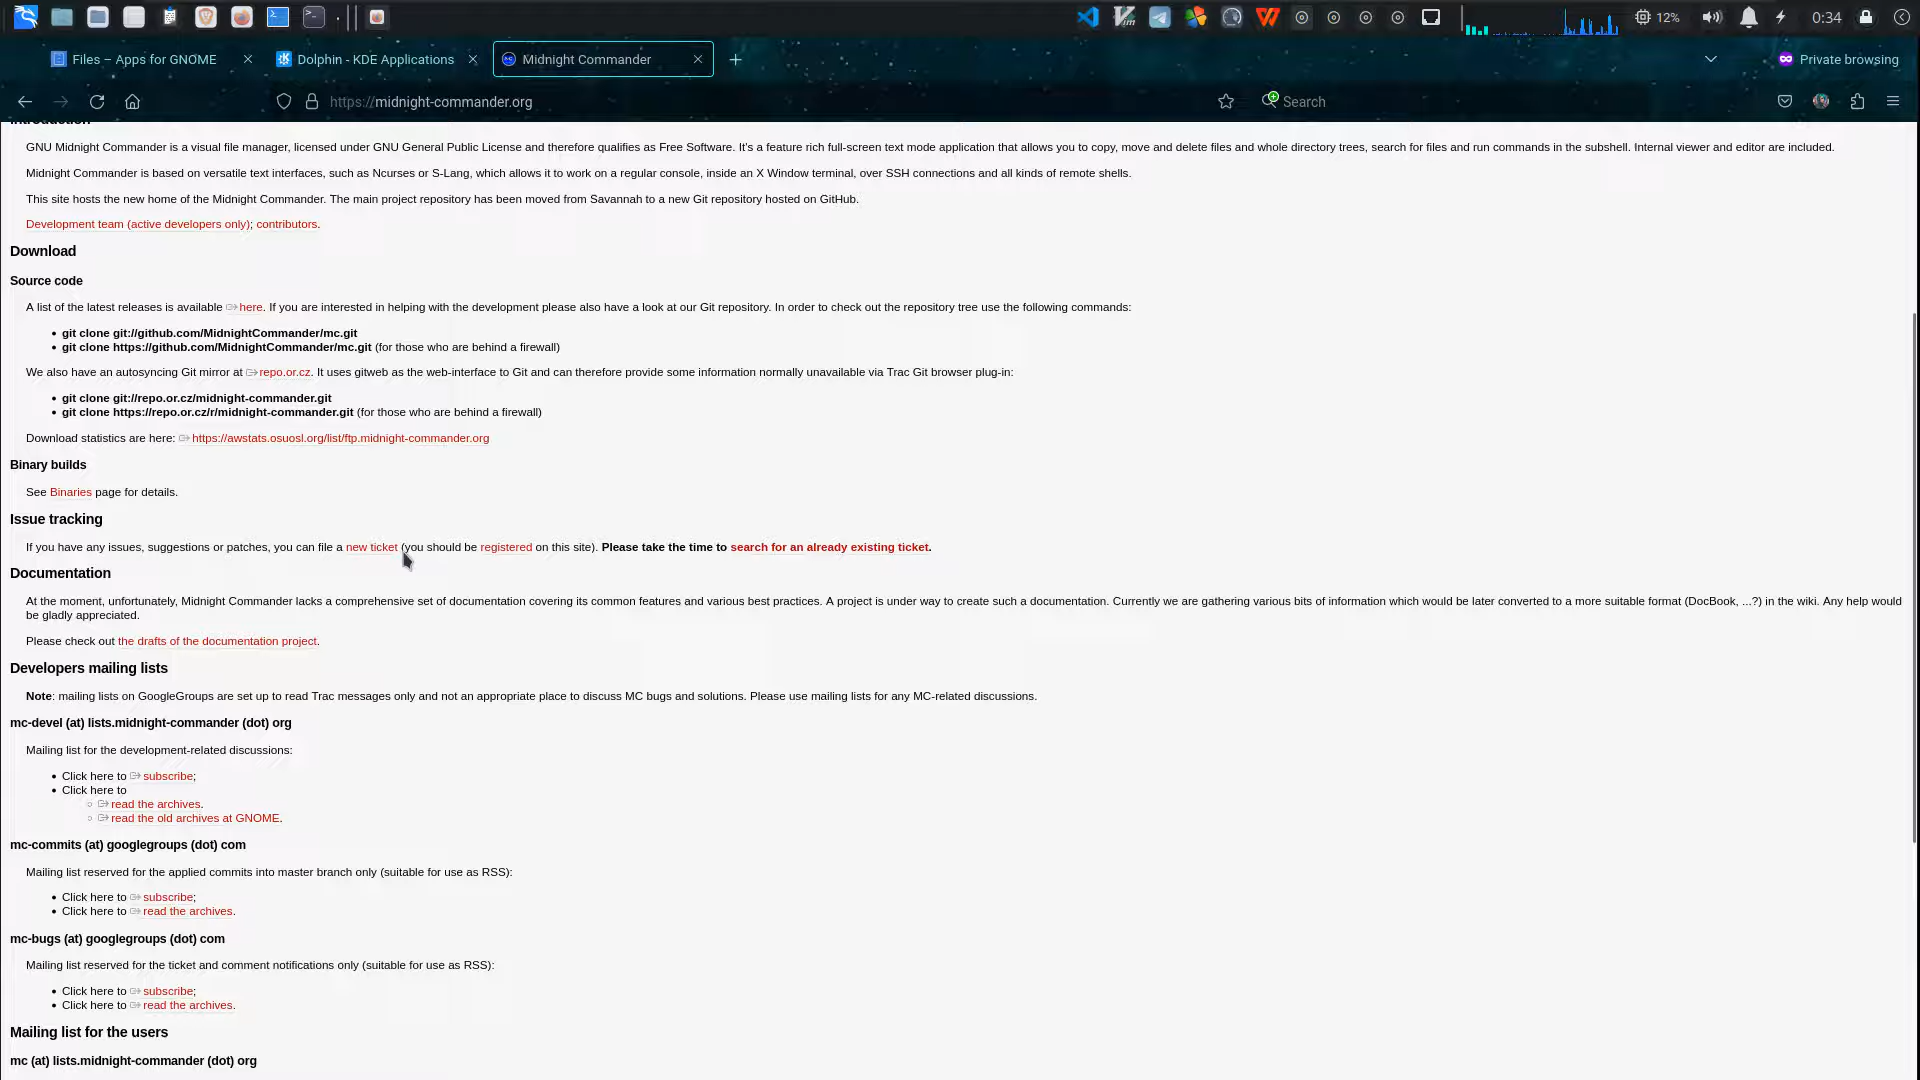 12%
0:34
Files – Apps for GNOME
Dolphin - KDE Applications
Midnight Commander
Private browsing
https://midnight-commander.org
Search
Introduction
GNU Midnight Commander is a visual file manager, licensed under GNU General Public License and therefore qualifies as Free Software. It's a feature rich full-screen text mode application that allows you to copy, move and delete files and whole directory trees, search for files and run commands in the subshell. Internal viewer and editor are included.
Midnight Commander is based on versatile text interfaces, such as Ncurses or S-Lang, which allows it to work on a regular console, inside an X Window terminal, over SSH connections and all kinds of remote shells.
This site hosts the new home of the Midnight Commander. The main project repository has been moved from Savannah to a new Git repository hosted on GitHub.
Development team (active developers only); contributors.
Download
Source code
A list of the latest releases is available here. If you are interested in helping with the development please also have a look at our Git repository. In order to check out the repository tree use the following commands:
• git clone git://github.com/MidnightCommander/mc.git
• git clone https://github.com/MidnightCommander/mc.git (for those who are behind a firewall)
We also have an autosyncing Git mirror at repo.or.cz. It uses gitweb as the web-interface to Git and can therefore provide some information normally unavailable via Trac Git browser plug-in:
• git clone git://repo.or.cz/midnight-commander.git
• git clone https://repo.or.cz/r/midnight-commander.git (for those who are behind a firewall)
Download statistics are here: https://awstats.osuosl.org/list/ftp.midnight-commander.org
Binary builds
See Binaries page for details.
Issue tracking
If you have any issues, suggestions or patches, you can file a new ticket (you should be registered on this site). Please take the time to search for an already existing ticket.
Documentation
At the moment, unfortunately, Midnight Commander lacks a comprehensive set of documentation covering its common features and various best practices. A project is under way to create such a documentation. Currently we are gathering various bits of information which would be later converted to a more suitable format (DocBook, ...?) in the wiki. Any help would
be gladly appreciated.
Please check out the drafts of the documentation project.
Developers mailing lists
Note: mailing lists on GoogleGroups are set up to read Trac messages only and not an appropriate place to discuss MC bugs and solutions. Please use mailing lists for any MC-related discussions.
mc-devel (at) lists.midnight-commander (dot) org
Mailing list for the development-related discussions:
• Click here to subscribe;
• Click here to
◦ read the archives.
◦ read the old archives at GNOME.
mc-commits (at) googlegroups (dot) com
Mailing list reserved for the applied commits into master branch only (suitable for use as RSS):
• Click here to subscribe;
• Click here to read the archives.
mc-bugs (at) googlegroups (dot) com
Mailing list reserved for the ticket and comment notifications only (suitable for use as RSS):
• Click here to subscribe;
• Click here to read the archives.
Mailing list for the users
mc (at) lists.midnight-commander (dot) org